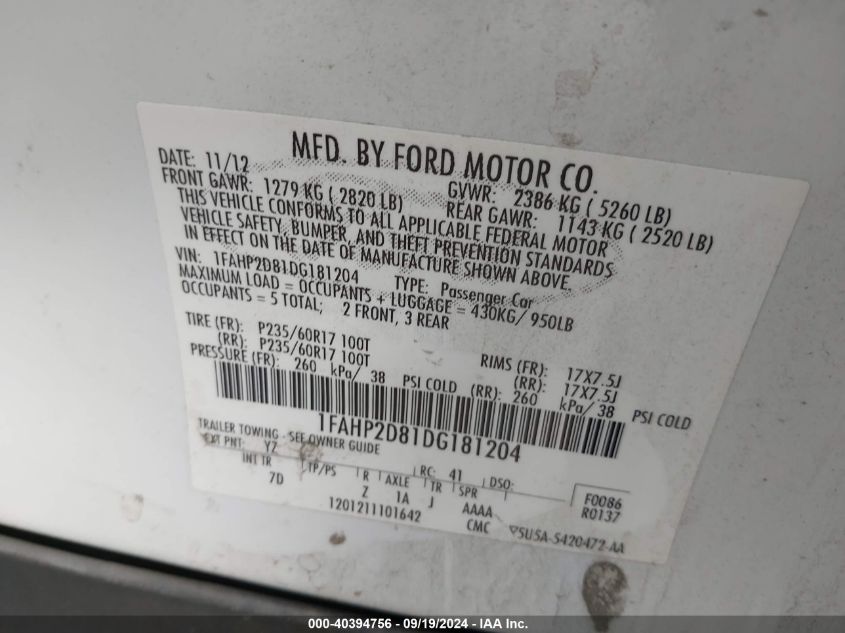 MFD. BY FORD MOTOR CO.
DATE: 11/12 GVWR: 2386 KG ( 5260 LB)
FRONT GAWR: 1279 KG ( 2820 LB) REAR GAWR: 1143 KG ( 2520 LB)
THIS VEHICLE CONFORMS TO ALL APPLICABLE FEDERAL MOTOR
VEHICLE SAFETY, BUMPER, AND THEFT PREVENTION STANDARDS
IN EFFECT ON THE DATE OF MANUFACTURE SHOWN ABOVE.
VIN: 1FAHP2D81DG181204 TYPE: Passenger Car
MAXIMUM LOAD = OCCUPANTS + LUGGAGE = 430KG/ 950LB
OCCUPANTS = 5 TOTAL; 2 FRONT, 3 REAR
TIRE (FR): P235/60R17 100T RIMS (FR): 17X7.5J
(RR): P235/60R17 100T (RR): 17X7.5J
PRESSURE (FR): 260 kPa/ 38 PSI COLD (RR): 260 kPa/ 38 PSI COLD
1FAHP2D81DG181204
TRAILER TOWING - SEE OWNER GUIDE
EXT PNT: YZ RC: 41 DSO:
INT TR TP/PS R AXLE TR SPR F0086
7D Z 1A J AAAA R0137
1201211101642 CMC 5U5A-5420472-AA
000-40394756 - 09/19/2024 - IAA Inc.